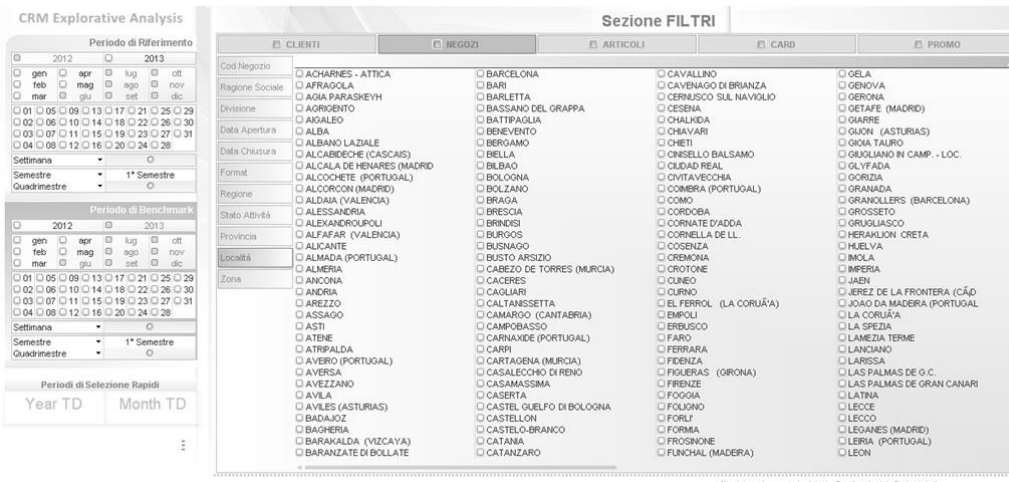 CRM Explorative Analysis
Periodo di Riferimento
2012 2013
gen apr lug ott
feb mag ago nov
mar giu set dic
01 05 09 13 17 21 25 29
02 06 10 14 18 22 26 30
03 07 11 15 19 23 27 31
04 08 12 16 20 24 28
Settimana
Semestre 1° Semestre
Quadrimestre
Periodo di Benchmark
2012 2013
gen apr lug ott
feb mag ago nov
mar giu set dic
01 05 09 13 17 21 25 29
02 06 10 14 18 22 26 30
03 07 11 15 19 23 27 31
04 08 12 16 20 24 28
Settimana
Semestre 1° Semestre
Quadrimestre
Periodi di Selezione Rapidi
Year TD Month TD
Sezione FILTRI
CLIENTI NEGOZI ARTICOLI CARD PROMO
Cod Negozio
Ragione Sociale
Divisione
Data Apertura
Data Chiusura
Format
Regione
Stato Attività
Provincia
Località
Zona
ACHARNES - ATTICA
AFRAGOLA
AGIA PARASKEYH
AGRIGENTO
AIGALEO
ALBA
ALBANO LAZIALE
ALCABIDECHE (CASCAIS)
ALCALA DE HENARES (MADRID
ALCOCHETE (PORTUGAL)
ALCORCON (MADRID)
ALDAIA (VALENCIA)
ALESSANDRIA
ALEXANDROUPOLI
ALFAFAR (VALENCIA)
ALICANTE
ALMADA (PORTUGAL)
ALMERIA
ANCONA
ANDRIA
AREZZO
ASSAGO
ASTI
ATENE
ATRIPALDA
AVEIRO (PORTUGAL)
AVERSA
AVEZZANO
AVILA
AVILES (ASTURIAS)
BADAJOZ
BAGHERIA
BARAKALDA (VIZCAYA)
BARANZATE DI BOLLATE
BARCELONA
BARI
BARLETTA
BASSANO DEL GRAPPA
BATTIPAGLIA
BENEVENTO
BERGAMO
BIELLA
BILBAO
BOLOGNA
BOLZANO
BRAGA
BRESCIA
BRINDISI
BURGOS
BUSNAGO
BUSTO ARSIZIO
CABEZO DE TORRES (MURCIA)
CACERES
CAGLIARI
CALTANISSETTA
CAMARGO (CANTABRIA)
CAMPOBASSO
CARNAXIDE (PORTUGAL)
CARPI
CARTAGENA (MURCIA)
CASALECCHIO DI RENO
CASAMASSIMA
CASERTA
CASTEL GUELFO DI BOLOGNA
CASTELLON
CASTELO-BRANCO
CATANIA
CATANZARO
CAVALLINO
CAVENAGO DI BRIANZA
CERNUSCO SUL NAVIGLIO
CESENA
CHALKIDA
CHIAVARI
CHIETI
CINISELLO BALSAMO
CIUDAD REAL
CIVITAVECCHIA
COIMBRA (PORTUGAL)
COMO
CORDOBA
CORNATE D'ADDA
CORNELLA DE LL.
COSENZA
CREMONA
CROTONE
CUNEO
CURNO
EL FERROL (LA CORUÃ'A)
EMPOLI
ERBUSCO
FARO
FERRARA
FIDENZA
FIGUERAS (GIRONA)
FIRENZE
FOGGIA
FOLIGNO
FORLI'
FORMIA
FROSINONE
FUNCHAL (MADEIRA)
GELA
GENOVA
GERONA
GETAFE (MADRID)
GIARRE
GIJON (ASTURIAS)
GIOIA TAURO
GIUGLIANO IN CAMP. - LOC.
GLYFADA
GORIZIA
GRANADA
GRANOLLERS (BARCELONA)
GROSSETO
GRUGLIASCO
HERAKLION CRETA
HUELVA
IMOLA
IMPERIA
JAEN
JEREZ DE LA FRONTERA (CÃ¡D
JOAO DA MADEIRA (PORTUGAL
LA CORUÃ'A
LA SPEZIA
LAMEZIA TERME
LANCIANO
LARISSA
LAS PALMAS DE G.C.
LAS PALMAS DE GRAN CANARI
LATINA
LECCE
LECCO
LEGANES (MADRID)
LEIRIA (PORTUGAL)
LEON